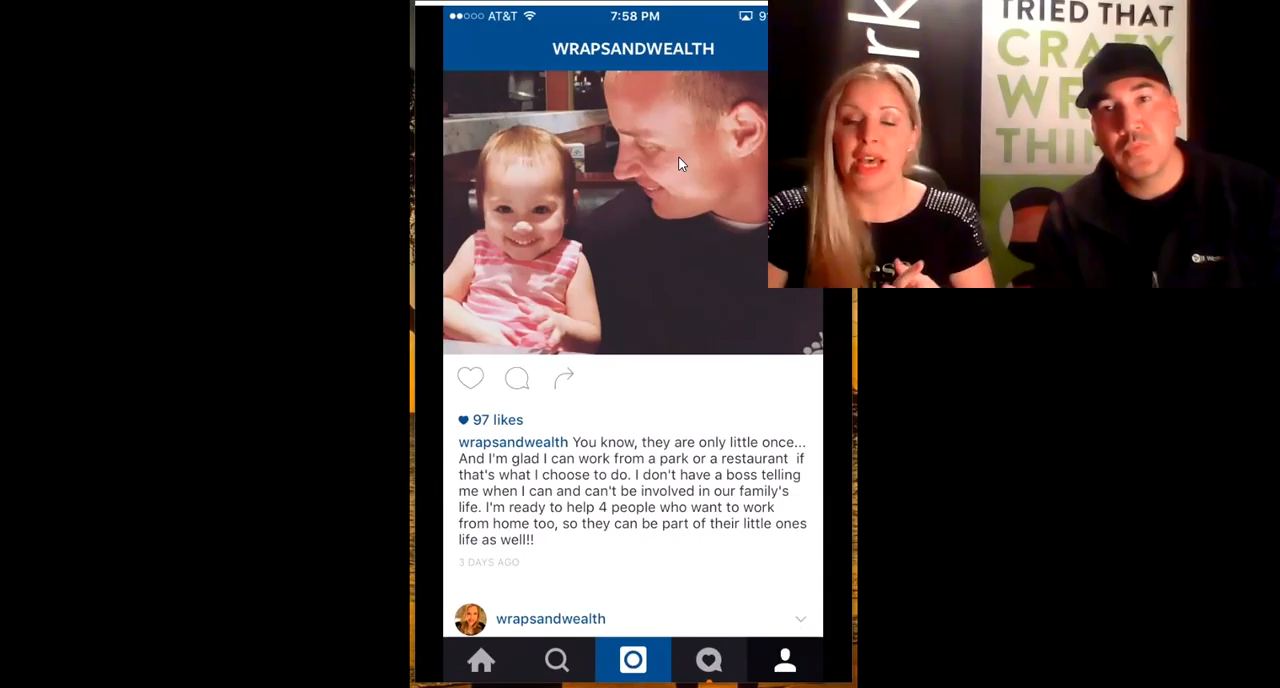 AT&T
7:58 PM
9
WRAPSANDWEALTH
97 likes
wrapsandwealth You know, they are only little once...
And I'm glad I can work from a park or a restaurant if
that's what I choose to do. I don't have a boss telling
me when I can and can't be involved in our family's
life. I'm ready to help 4 people who want to work
from home too, so they can be part of their little ones
life as well!!
3 DAYS AGO
wrapsandwealth
ork
TRIED THAT
CRAZY
WR
THI